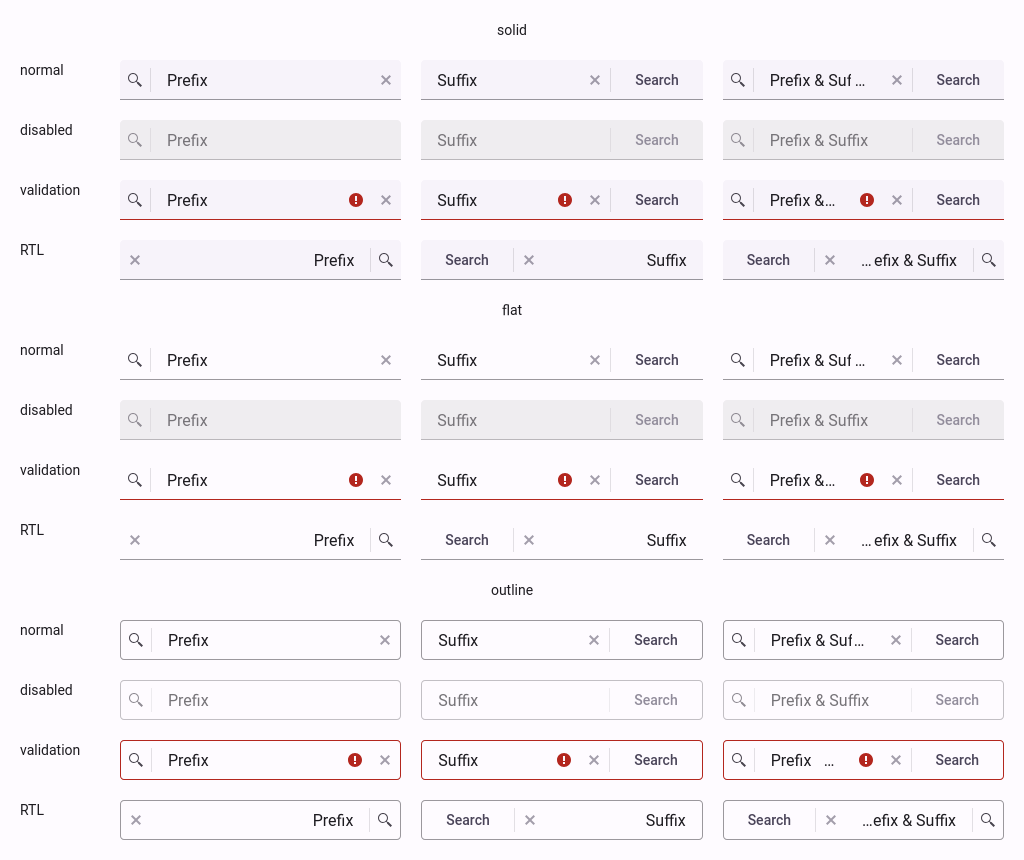 solid
normal Prefix Suffix Search Prefix & Suf ... Search
disabled Prefix Suffix Search Prefix & Suffix Search
validation Prefix Suffix Search Prefix &... Search
RTL Prefix Search Suffix Search ... efix & Suffix
flat
normal Prefix Suffix Search Prefix & Suf ... Search
disabled Prefix Suffix Search Prefix & Suffix Search
validation Prefix Suffix Search Prefix &... Search
RTL Prefix Search Suffix Search ... efix & Suffix
outline
normal Prefix Suffix Search Prefix & Suf... Search
disabled Prefix Suffix Search Prefix & Suffix Search
validation Prefix Suffix Search Prefix ... Search
RTL Prefix Search Suffix Search ...efix & Suffix